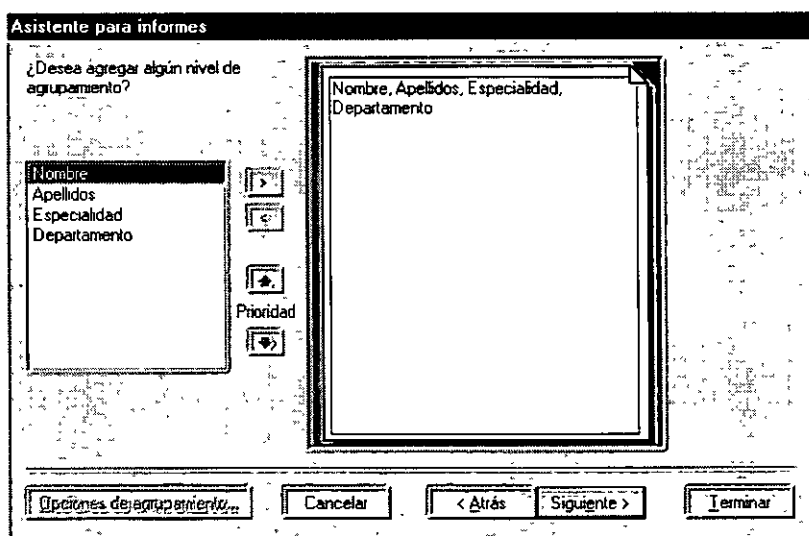 Asistente para informes
¿Desea agregar algún nivel de
agrupamiento?
Nombre
Apellidos
Especialidad
Departamento
>
<
Prioridad
Nombre, Apellidos, Especialidad,
Departamento
Opciones de agrupamiento...
Cancelar
< Atrás
Siguiente >
Terminar